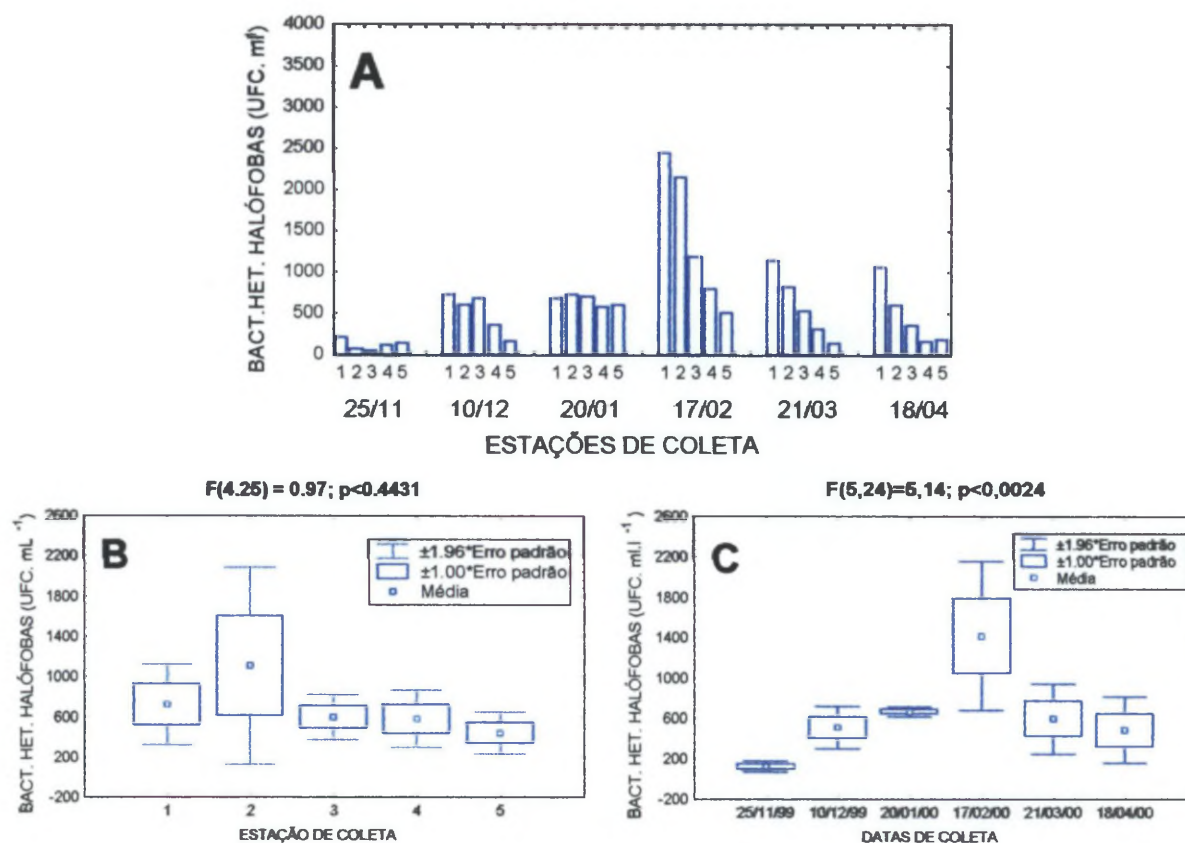 A
BACT.HET. HALÓFOBAS (UFC. ml
4000
3500
3000
2500
2000
1500
1000
500
0
1 2 3 4 5 1 2 3 4 5 1 2 3 4 5 1 2 3 4 5 1 2 3 4 5 1 2 3 4 5
25/11 10/12 20/01 17/02 21/03 18/04
ESTAÇÕES DE COLETA
F(4.25) = 0.97; p<0.4431
B
BACT. HET. HALÓFOBAS (UFC. mL -1)
2600
2200
1800
1400
1000
600
200
-200
±1.96*Erro padrão
±1.00*Erro padrão
Média
1 2 3 4 5
ESTAÇÃO DE COLETA
F(5,24)=5,14; p<0,0024
C
BACT. HET. HALÓFOBAS (UFC. ml.l -1)
2600
2200
1800
1400
1000
600
200
-200
±1.96*Erro padrão
±1.00*Erro padrão
Média
25/11/99 10/12/99 20/01/00 17/02/00 21/03/00 18/04/00
DATAS DE COLETA